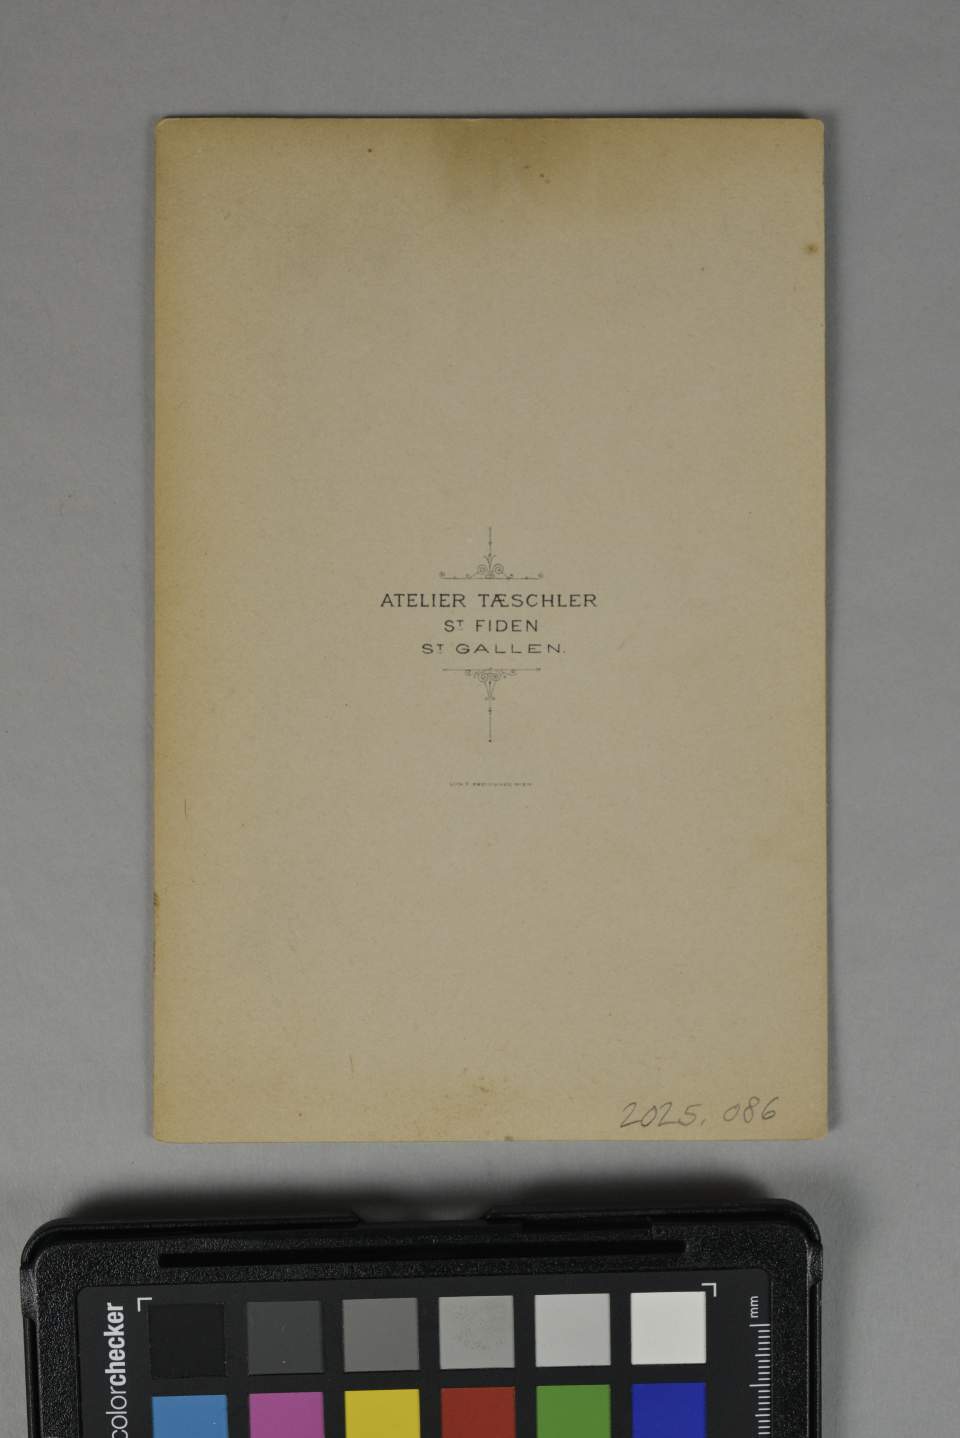 ATELIER TÆSCHLER
ST FIDEN
ST GALLEN.
2025.086
colorchecker
mm